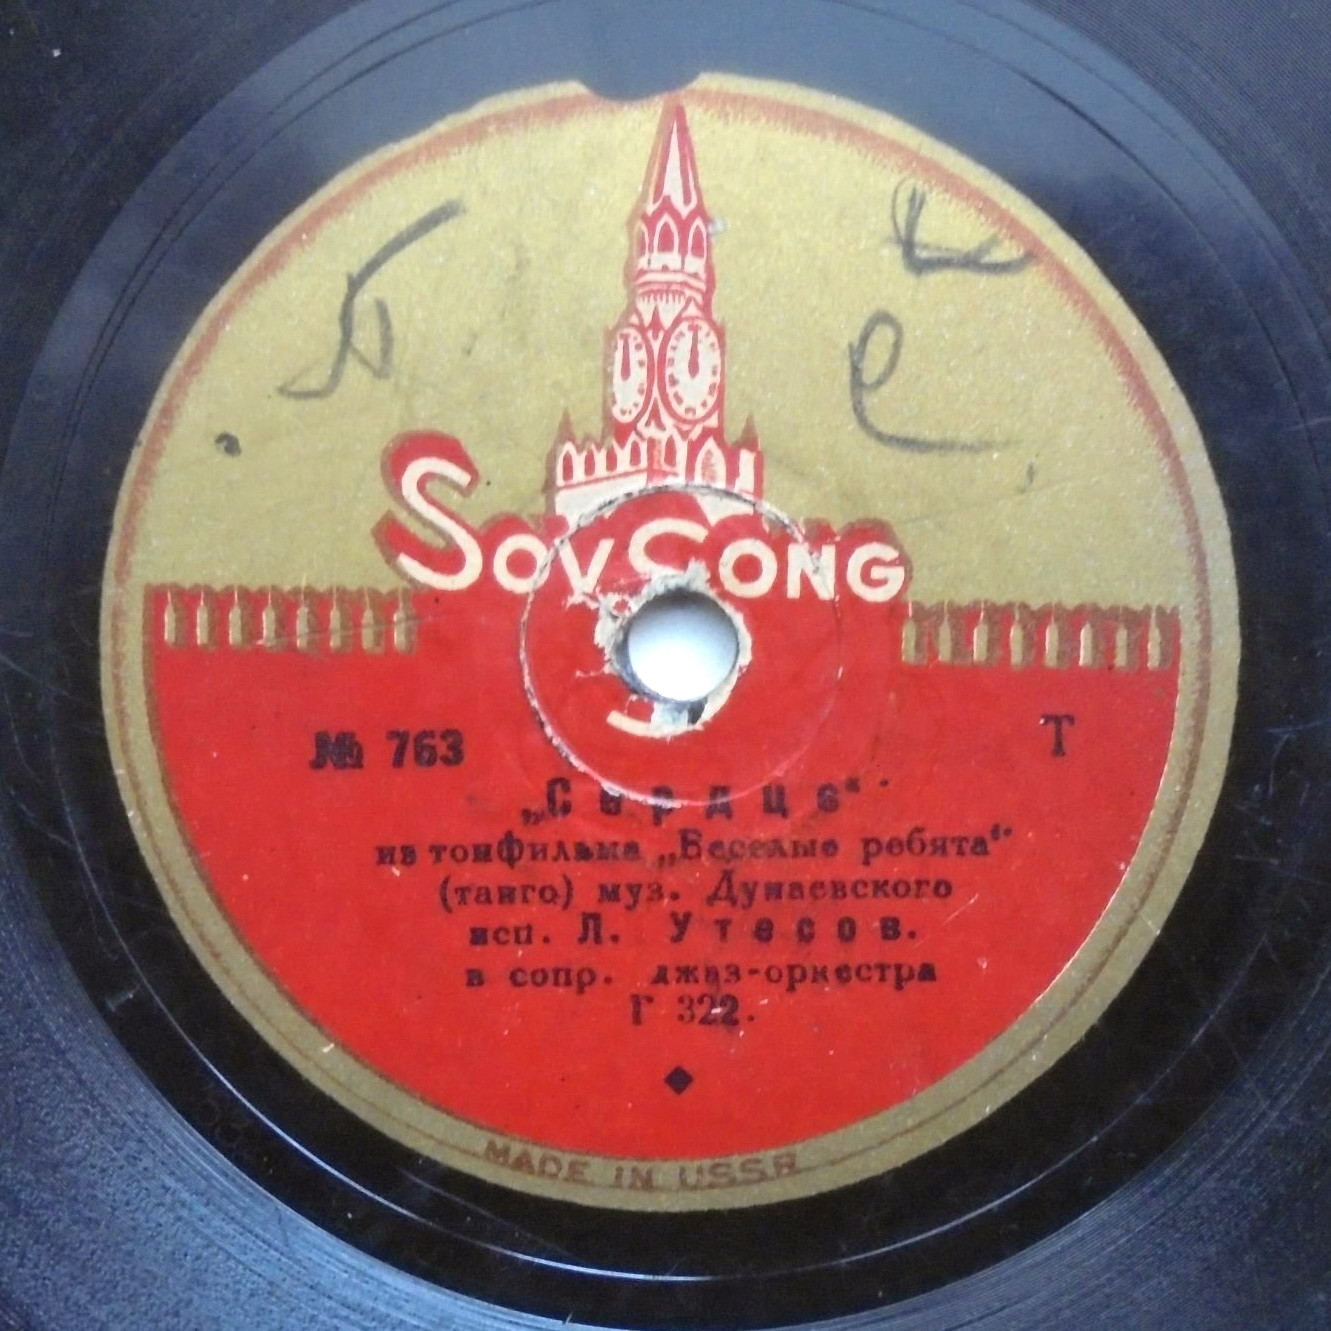 SovSong
№ 763
Т
„Сердце“
из тонфильма „Веселые ребята“
(танго) муз. Дунаевского
исп. Л. Утесов.
в сопр. джаз-оркестра
Г 322.
MADE IN USSR